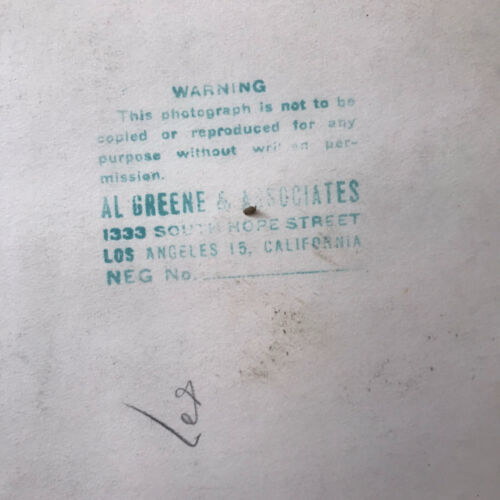 WARNING
This photograph is not to be
copied or reproduced for any
purpose without written per-
mission.
AL GREENE & ASSOCIATES
1333 SOUTH HOPE STREET
LOS ANGELES 15, CALIFORNIA
NEG No.